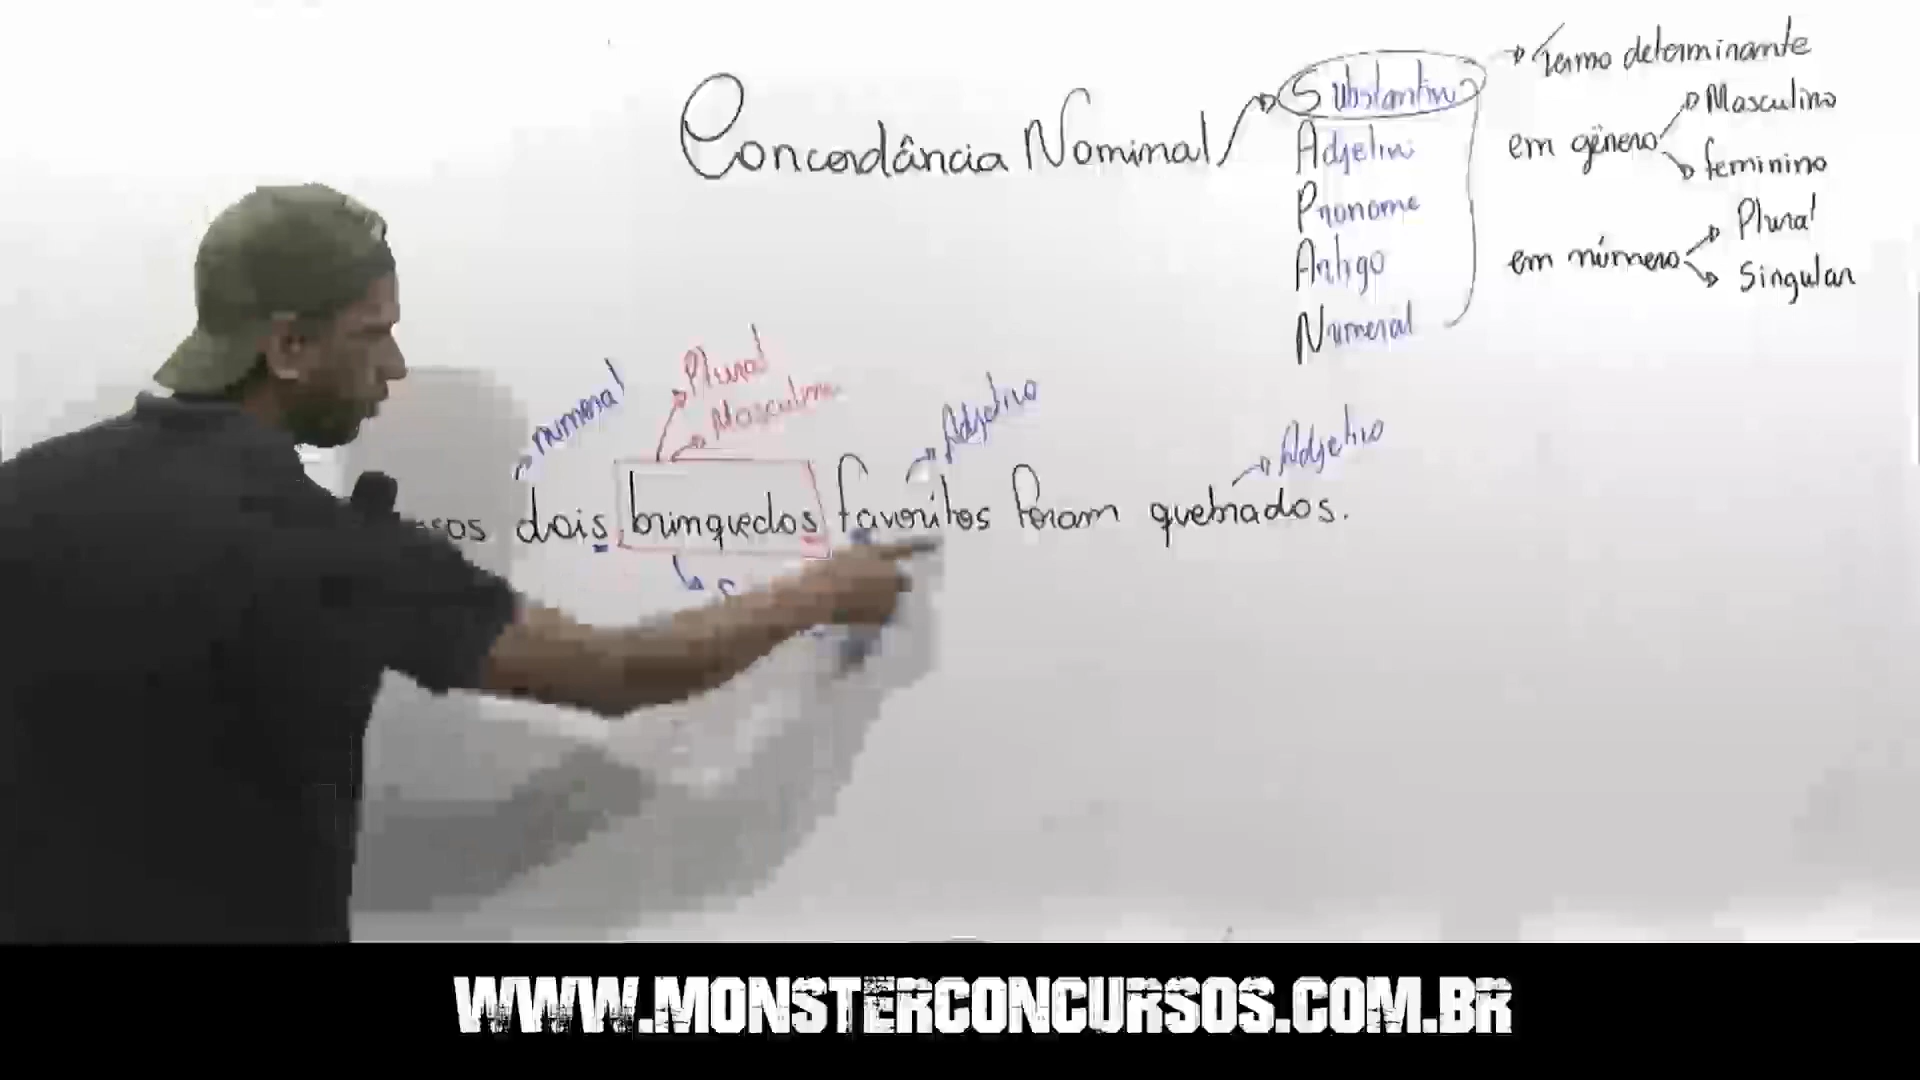 Concordância Nominal
Substantivo
Adjetivo
Pronome
Artigo
Numeral
Termo determinante
em gênero
Masculino
feminino
em número
Plural
Singular
numeral
Plural
Masculino
Adjetivo
Adjetivo
dois brinquedos favoritos foram quebrados.
WWW.MONSTERCONCURSOS.COM.BR